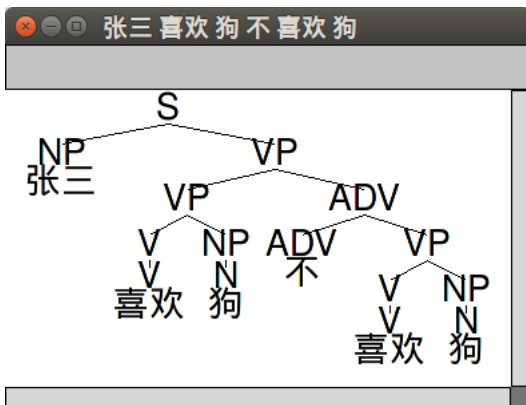 张三 喜欢 狗 不 喜欢 狗
S
NP VP
张三
VP ADV
V NP ADV VP
V N 不
喜欢 狗 V NP
V N
喜欢 狗